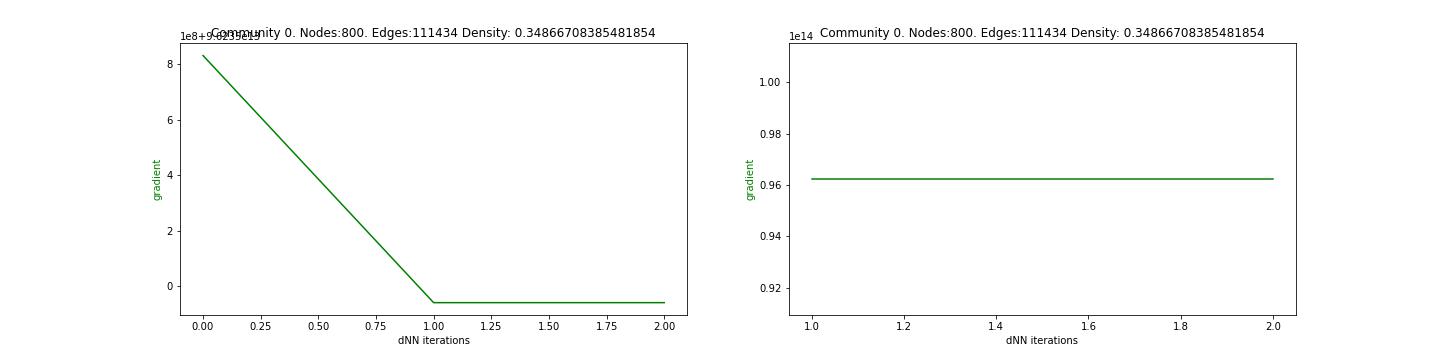 Community 0. Nodes:800. Edges:111434 Density: 0.34866708385481854
1e8+9.6235e13
8
6
4
2
0
gradient
0.00 0.25 0.50 0.75 1.00 1.25 1.50 1.75 2.00
dNN iterations
Community 0. Nodes:800. Edges:111434 Density: 0.34866708385481854
1e14
1.00
0.98
0.96
0.94
0.92
gradient
1.0 1.2 1.4 1.6 1.8 2.0
dNN iterations